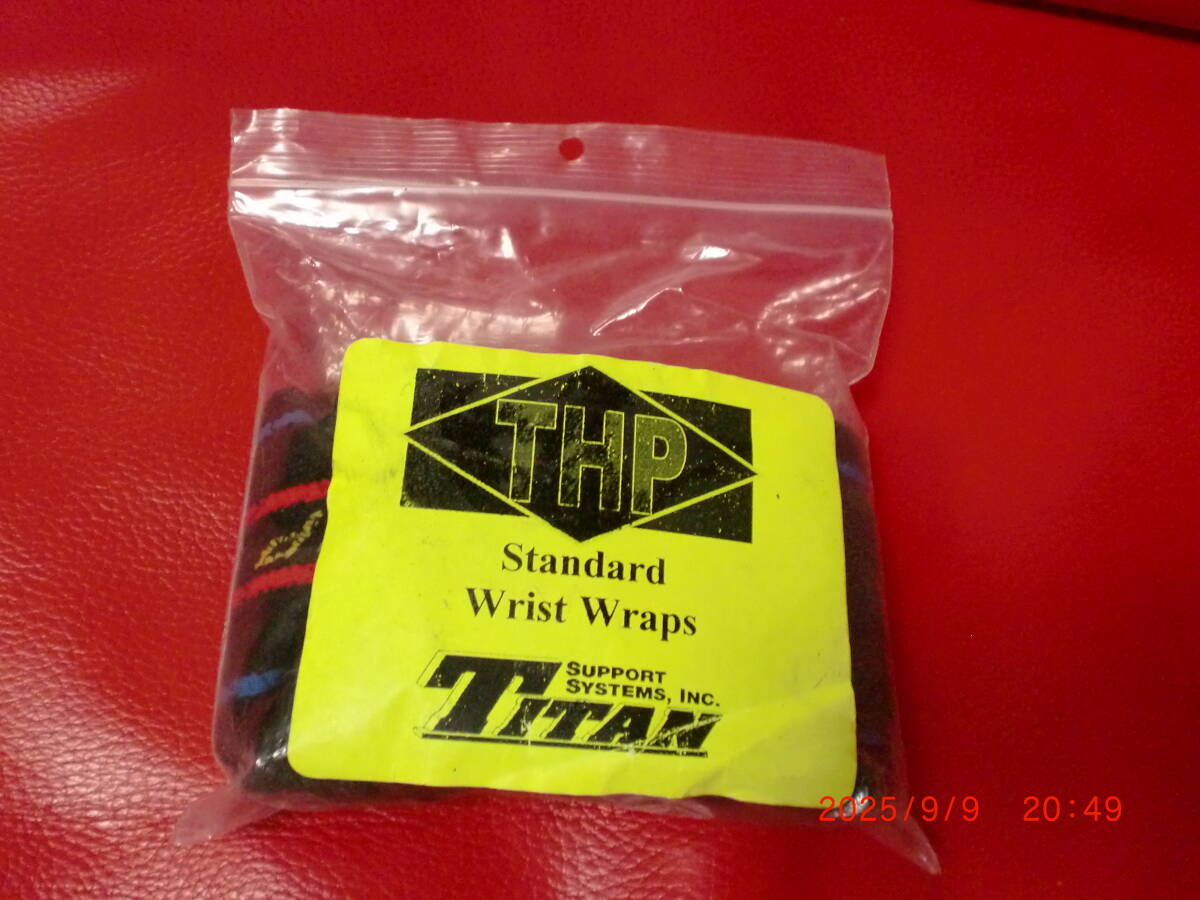 THP
Standard
Wrist Wraps
SUPPORT
SYSTEMS, INC.
TITAN
2025/9/9 20:49